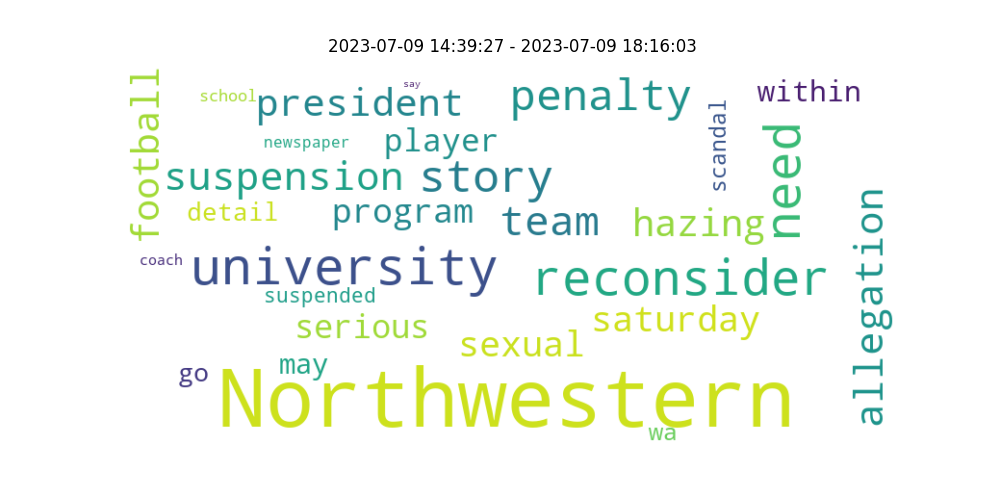 2023-07-09 14:39:27 - 2023-07-09 18:16:03
football
school
president
say
penalty
within
newspaper
player
scandal
need
suspension
story
detail
program
team
hazing
allegation
coach
university
reconsider
suspended
serious
sexual
saturday
go
may
Northwestern
wa